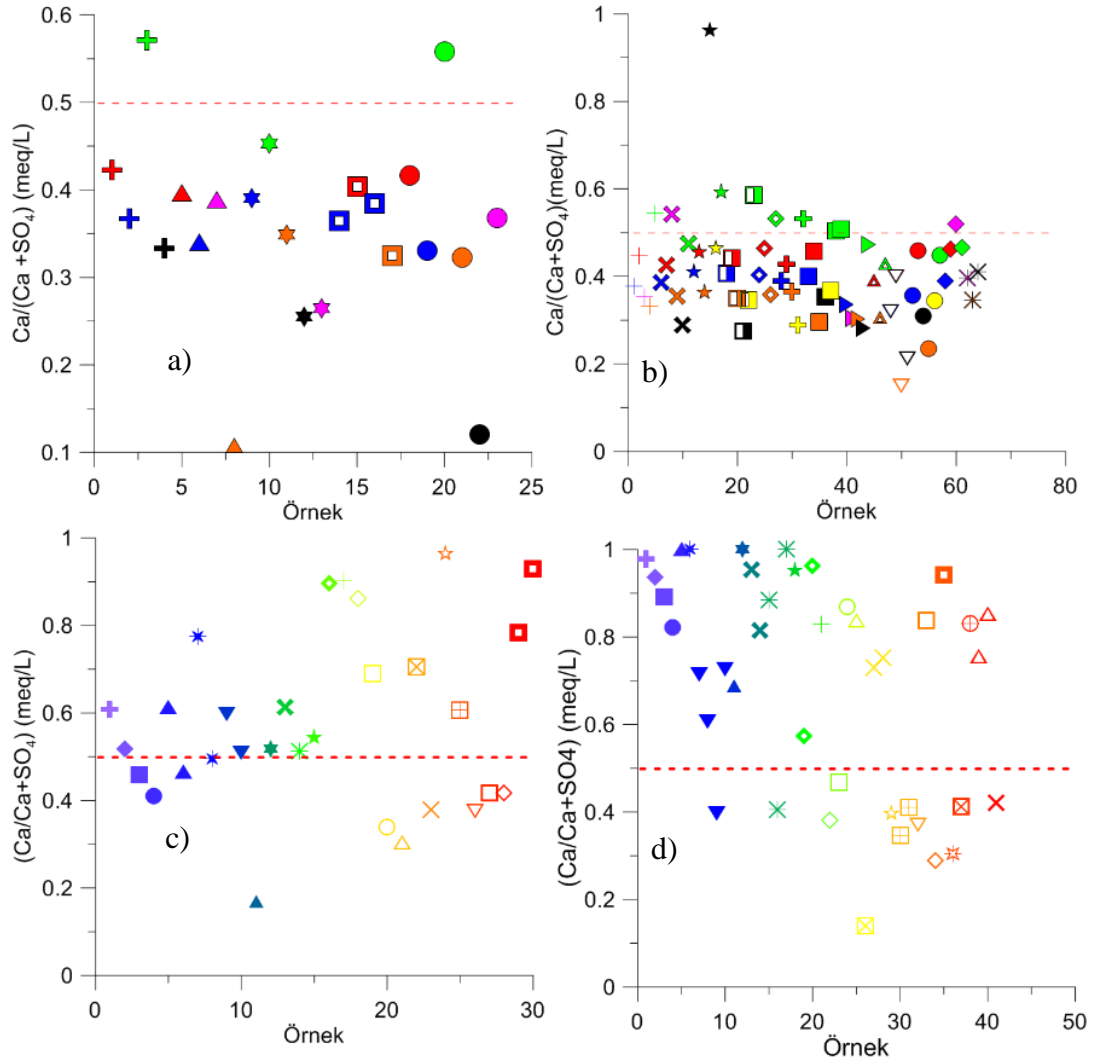 0.6
0.5
0.4
0.3
0.2
0.1
Ca/(Ca +SO4) (meq/L)
a)
0 5 10 15 20 25
Örnek
1
0.8
0.6
0.4
0.2
0
Ca/(Ca+SO4)(meq/L)
b)
0 20 40 60 80
Örnek
1
0.8
0.6
0.4
0.2
0
(Ca/Ca+SO4) (meq/L)
c)
0 10 20 30
Örnek
1
0.8
0.6
0.4
0.2
0
(Ca/Ca+SO4) (meq/L)
d)
0 10 20 30 40 50
Örnek